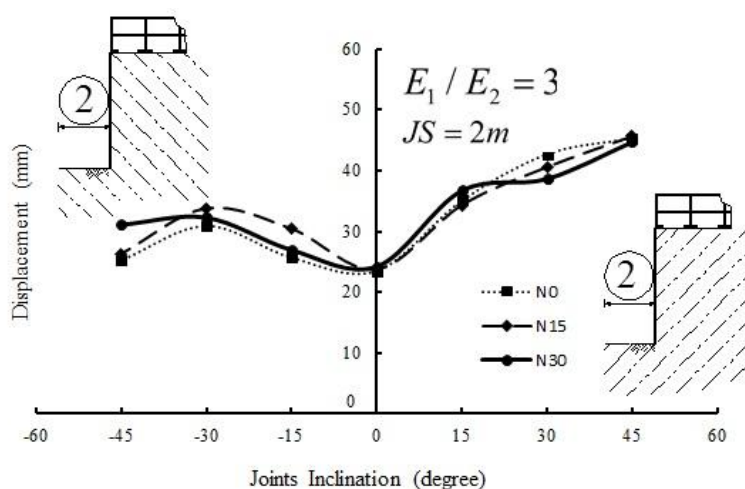 60
50
40
30
20
10
0
Displacement (mm)
E₁ / E₂ = 3
JS = 2m
2
2
N0
N15
N30
-60 -45 -30 -15 0 15 30 45 60
Joints Inclination (degree)